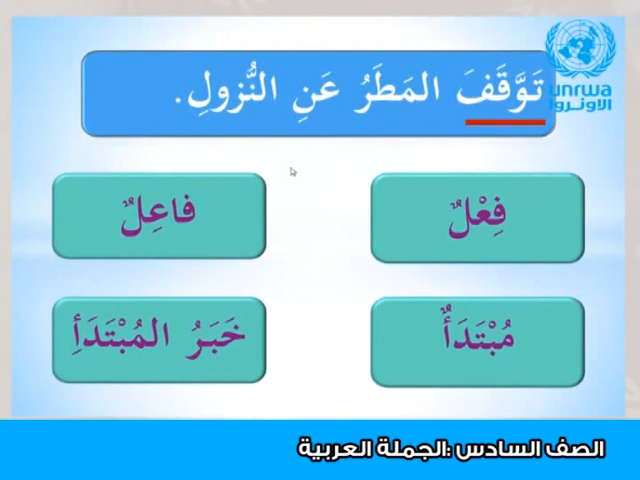 تَوَقَّفَ المَطَرُ عَنِ النُّزولِ.
unrwa
الاونروا
فِعْلٌ
فاعِلٌ
مُبْتَدَأٌ
خَبَرُ المُبْتَدَأِ
الصف السادس :الجملة العربية